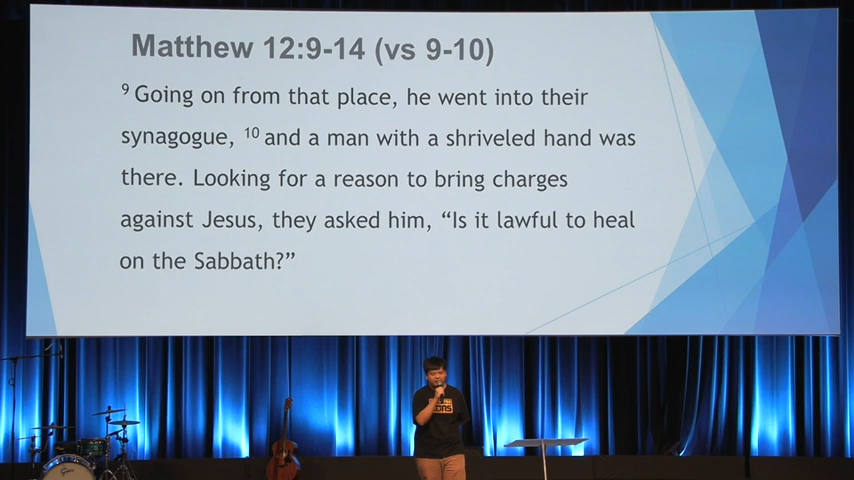 Matthew 12:9-14 (vs 9-10)
9 Going on from that place, he went into their
synagogue, 10 and a man with a shriveled hand was
there. Looking for a reason to bring charges
against Jesus, they asked him, “Is it lawful to heal
on the Sabbath?”